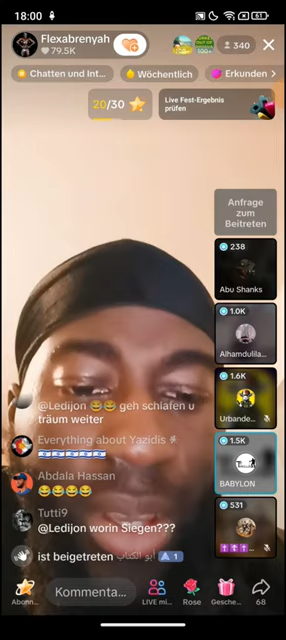 18:00
61
Flexabrenyah
79.5K
340
Chatten und Int...
Wöchentlich
Erkunden
20/30
Live Fest-Ergebnis
prüfen
Anfrage
zum
Beitreten
238
Abu Shanks
1.0K
Alhamdulila...
1.6K
Urbande...
1.5K
BABYLON
531
@Ledijon 😂😂 geh schlafen u
träum weiter
Everything about Yazidis
🇮🇱🇮🇱🇮🇱🇮🇱🇮🇱🇮🇱
Abdala Hassan
😂😂😂😂
Tutti9
@Ledijon worin Siegen???
ist beigetreten أبو الكتاب 1
Abonn...
Kommenta...
LIVE mi...
Rose
Gesche...
68